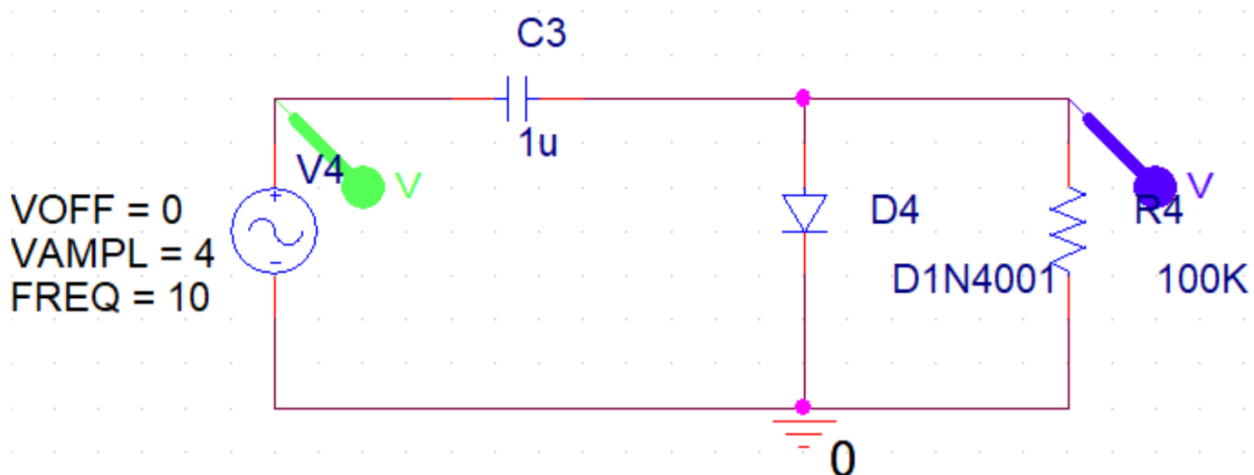 C3
1u
V4
V
VOFF = 0
VAMPL = 4
FREQ = 10
D4
D1N4001
V
R4
100K
0